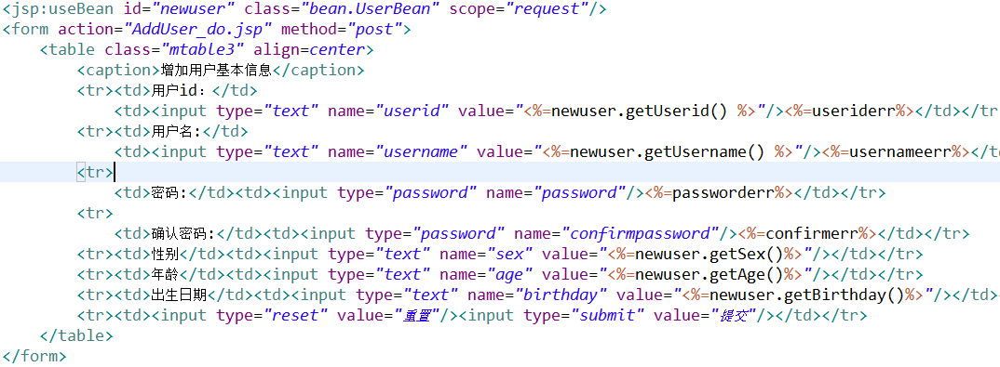 <jsp:useBean id="newuser" class="bean.UserBean" scope="request"/>
<form action="AddUser_do.jsp" method="post">
    <table class="mtable3" align=center>
        <caption>增加用户基本信息</caption>
        <tr><td>用户id：</td>
            <td><input type="text" name="userid" value="<%=newuser.getUserid() %>"/><%=useriderr%></td></tr
        <tr><td>用户名:</td>
            <td><input type="text" name="username" value="<%=newuser.getUsername() %>"/><%=usernameerr%></td
        <tr>
            <td>密码:</td><td><input type="password" name="password"/><%=passworderr%></td></tr>
        <tr>
            <td>确认密码:</td><td><input type="password" name="confirmpassword"/><%=confirmerr%></td></tr>
        <tr><td>性别</td><td><input type="text" name="sex" value="<%=newuser.getSex()%>"/></td></tr>
        <tr><td>年龄</td><td><input type="text" name="age" value="<%=newuser.getAge()%>"/></td></tr>
        <tr><td>出生日期</td><td><input type="text" name="birthday" value="<%=newuser.getBirthday()%>"/></td><
        <tr><td><input type="reset" value="重置"/><input type="submit" value="提交"/></td></tr>
    </table>
</form>